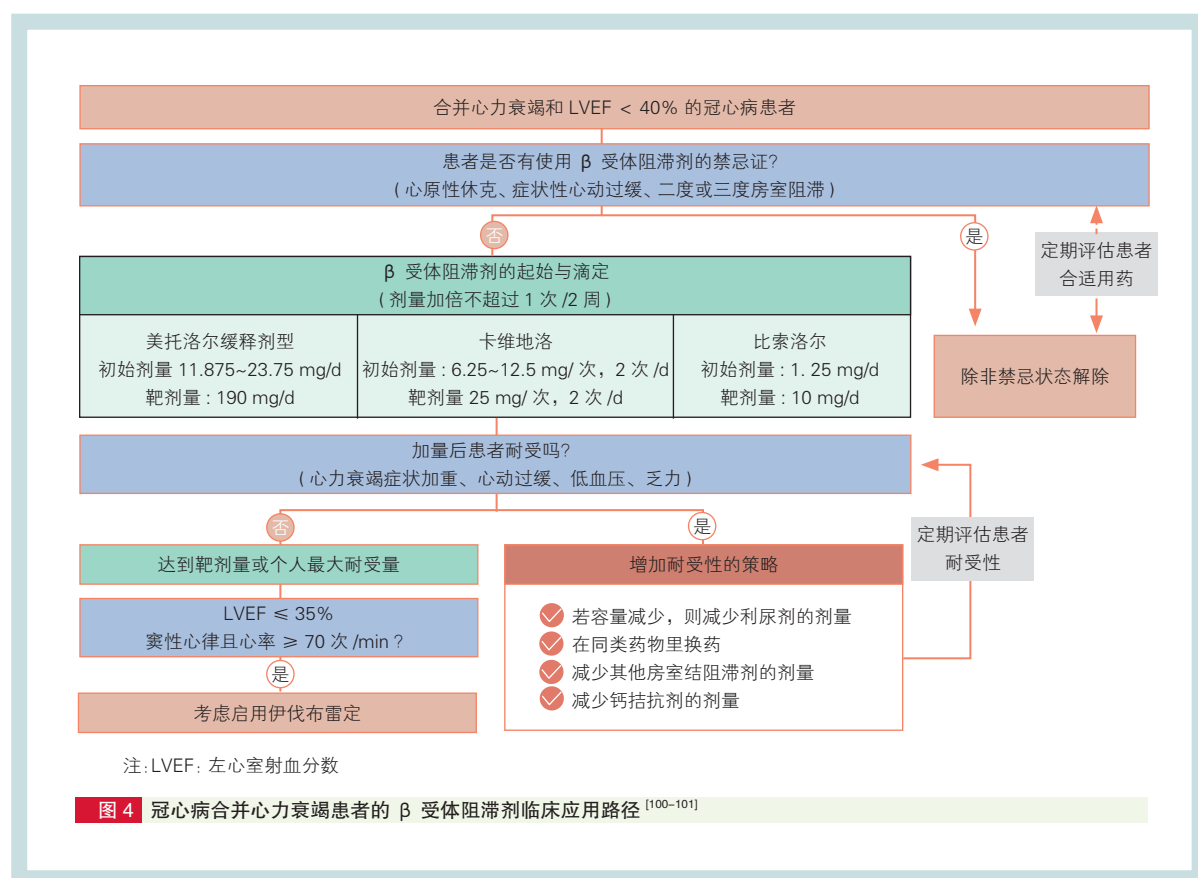 合并心力衰竭和 LVEF < 40% 的冠心病患者
患者是否有使用 β 受体阻滞剂的禁忌证?
(心原性休克、症状性心动过缓、二度或三度房室阻滞)
否
是
定期评估患者
合适用药
β 受体阻滞剂的起始与滴定
(剂量加倍不超过 1 次 /2 周)
美托洛尔缓释剂型
初始剂量 11.875~23.75 mg/d
靶剂量 : 190 mg/d
卡维地洛
初始剂量 : 6.25~12.5 mg/ 次, 2 次 /d
靶剂量 25 mg/ 次, 2 次 /d
比索洛尔
初始剂量 : 1. 25 mg/d
靶剂量 : 10 mg/d
除非禁忌状态解除
加量后患者耐受吗?
(心力衰竭症状加重、心动过缓、低血压、乏力)
否
是
定期评估患者
耐受性
达到靶剂量或个人最大耐受量
LVEF ≤ 35%
窦性心律且心率 ≥ 70 次 /min ?
是
考虑启用伊伐布雷定
增加耐受性的策略
若容量减少，则减少利尿剂的剂量
在同类药物里换药
减少其他房室结阻滞剂的剂量
减少钙拮抗剂的剂量
注:LVEF: 左心室射血分数
图 4 冠心病合并心力衰竭患者的 β 受体阻滞剂临床应用路径 [100-101]